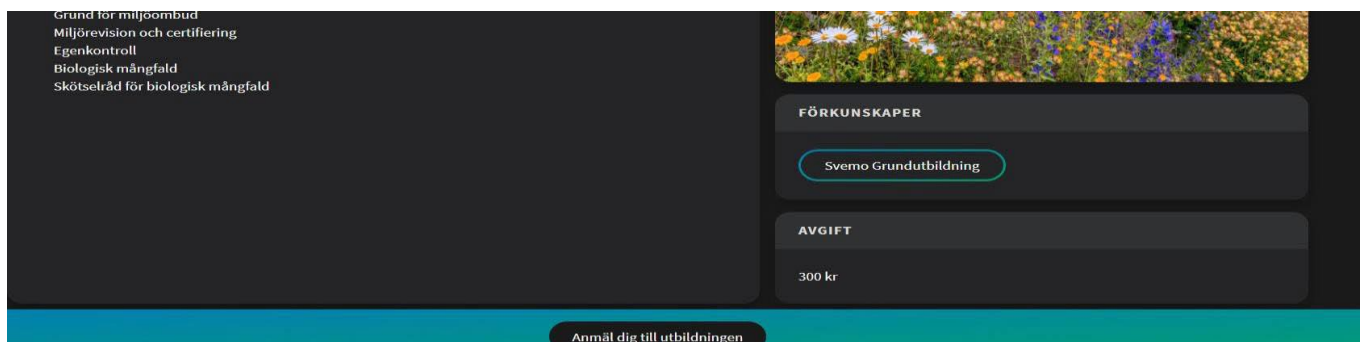 Grund för miljöombud
Miljörevision och certifiering
Egenkontroll
Biologisk mångfald
Skötselråd för biologisk mångfald
FÖRKUNSKAPER
Svemo Grundutbildning
AVGIFT
300 kr
Anmäl dig till utbildningen